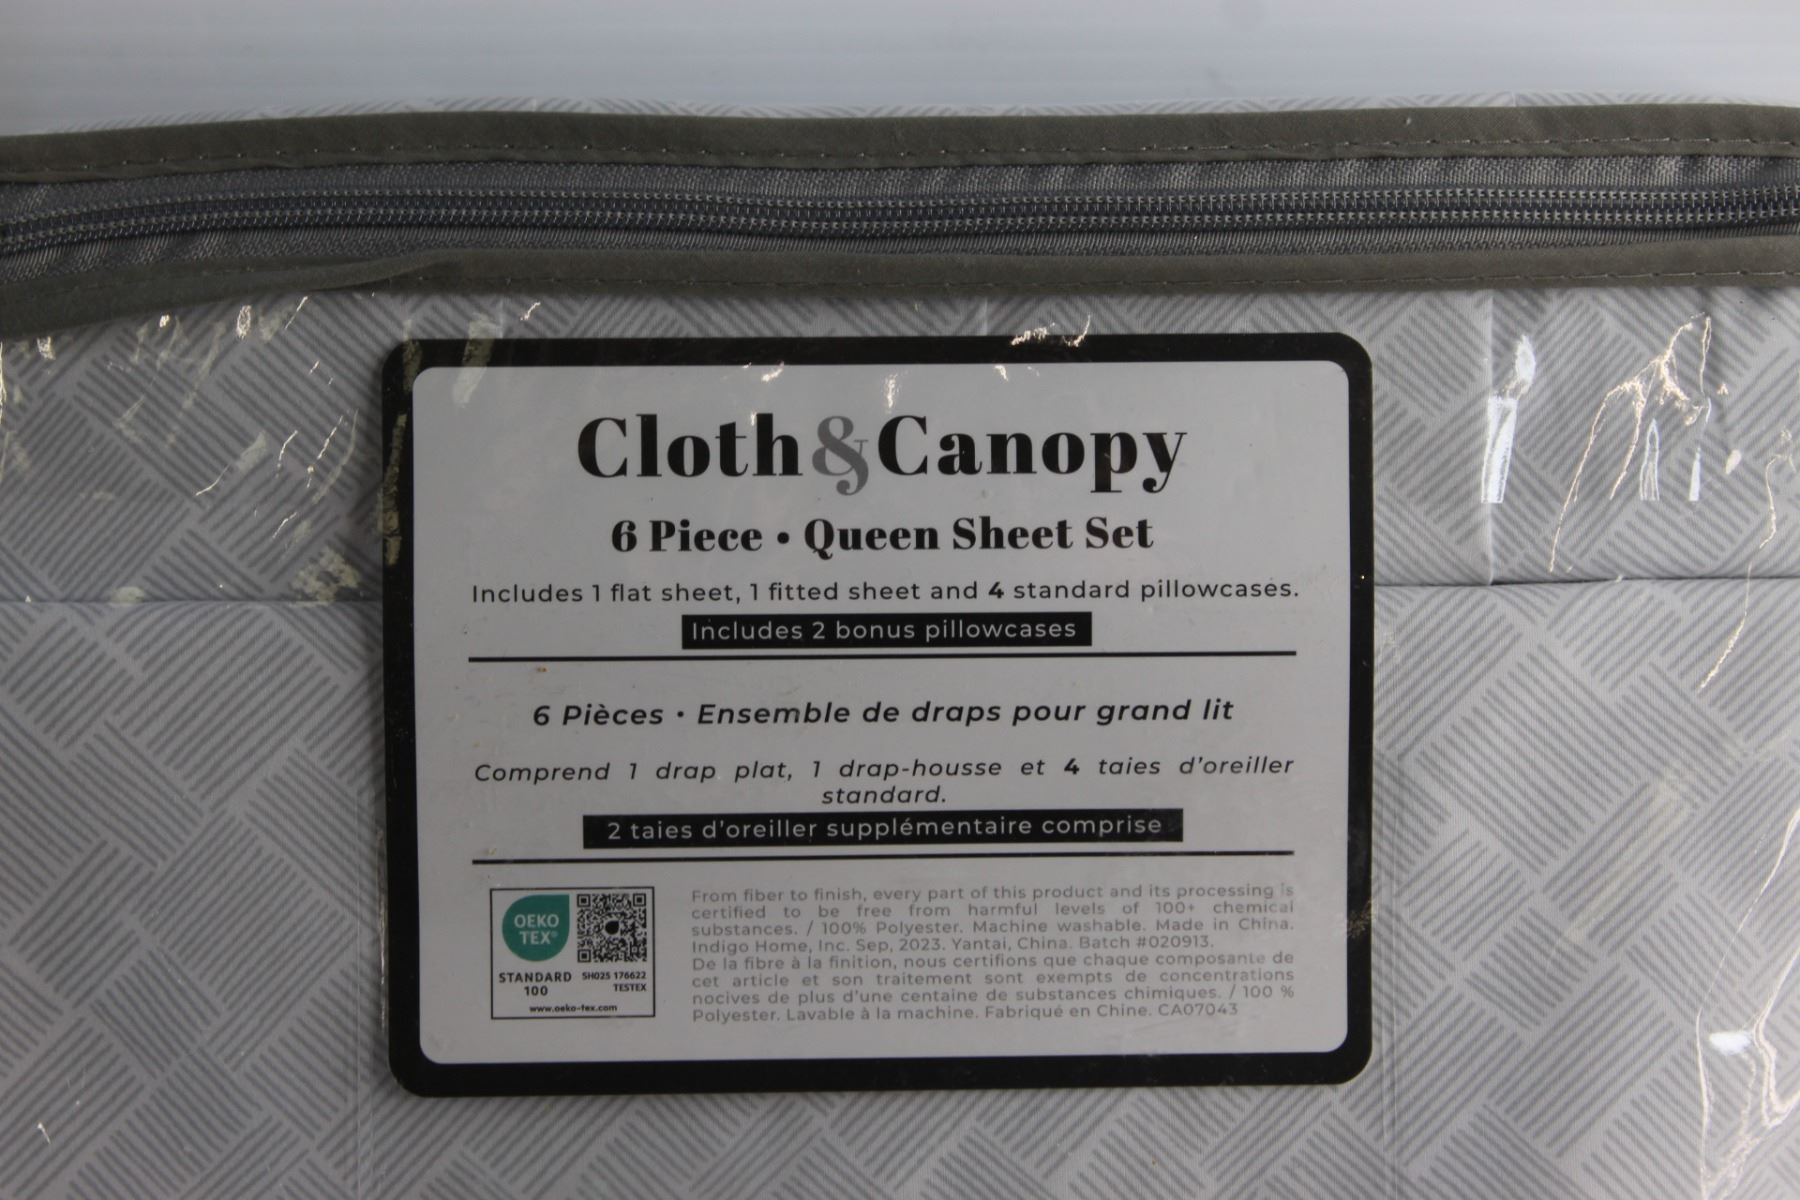 Cloth&Canopy
6 Piece • Queen Sheet Set
Includes 1 flat sheet, 1 fitted sheet and 4 standard pillowcases.
Includes 2 bonus pillowcases
6 Pièces • Ensemble de draps pour grand lit
Comprend 1 drap plat, 1 drap-housse et 4 taies d'oreiller
standard.
2 taies d'oreiller supplémentaire comprise
OEKO
TEX®
STANDARD
100
SH025 176622
TESTEX
www.oeko-tex.com
From fiber to finish, every part of this product and its processing is
certified to be free from harmful levels of 100+ chemical
substances. / 100% Polyester. Machine washable. Made in China.
Indigo Home, Inc. Sep, 2023. Yantai, China. Batch #020913.
De la fibre à la finition, nous certifions que chaque composante de
cet article et son traitement sont exempts de concentrations
nocives de plus d'une centaine de substances chimiques. / 100 %
Polyester. Lavable à la machine. Fabriqué en Chine. CA07043